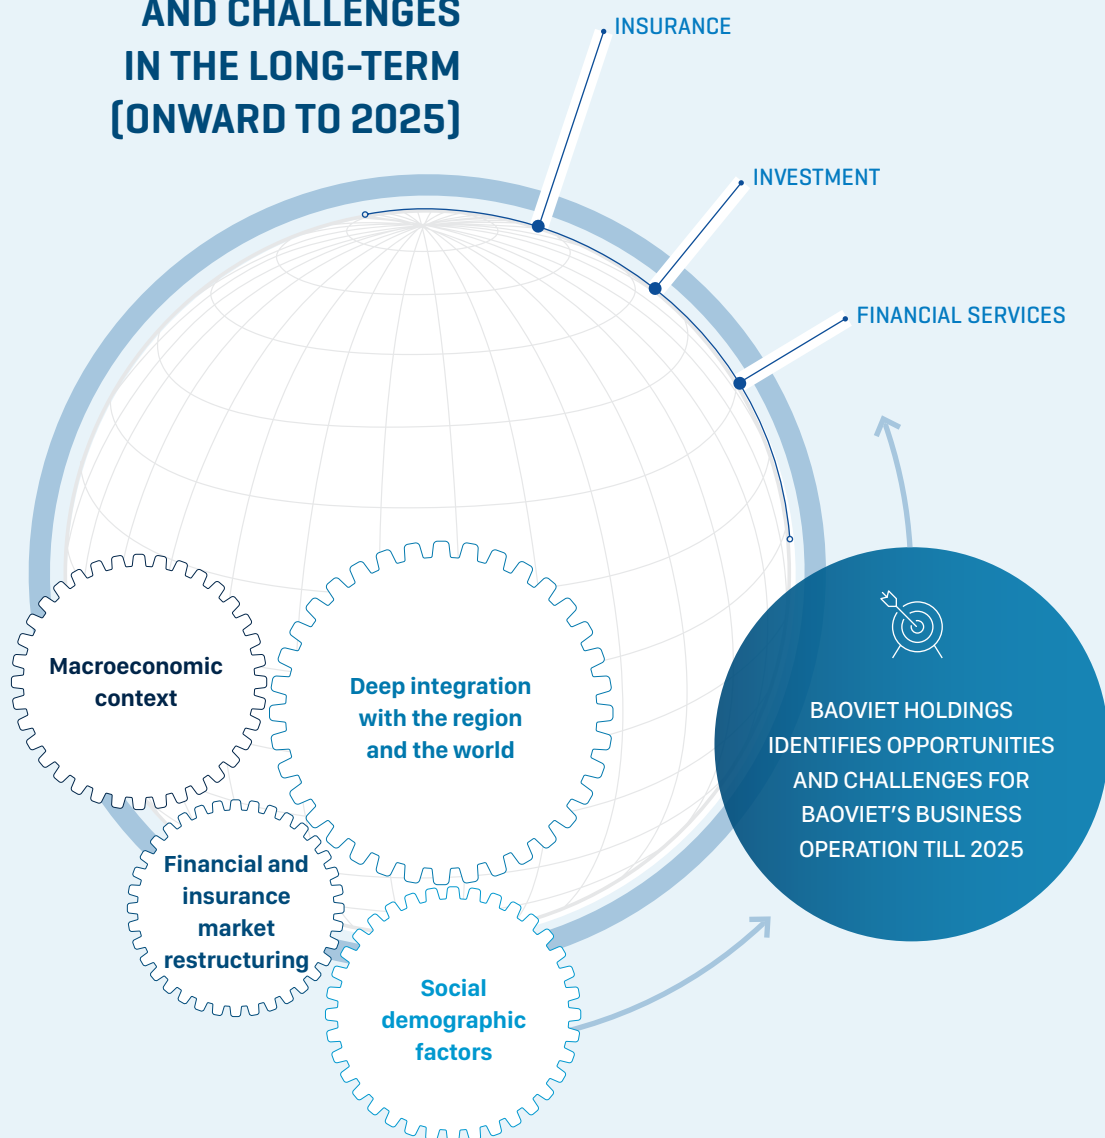 AND CHALLENGES
IN THE LONG-TERM
(ONWARD TO 2025)
INSURANCE
INVESTMENT
FINANCIAL SERVICES
Macroeconomic
context
Deep integration
with the region
and the world
Financial and
insurance
market
restructuring
Social
demographic
factors
BAOVIET HOLDINGS
IDENTIFIES OPPORTUNITIES
AND CHALLENGES FOR
BAOVIET'S BUSINESS
OPERATION TILL 2025